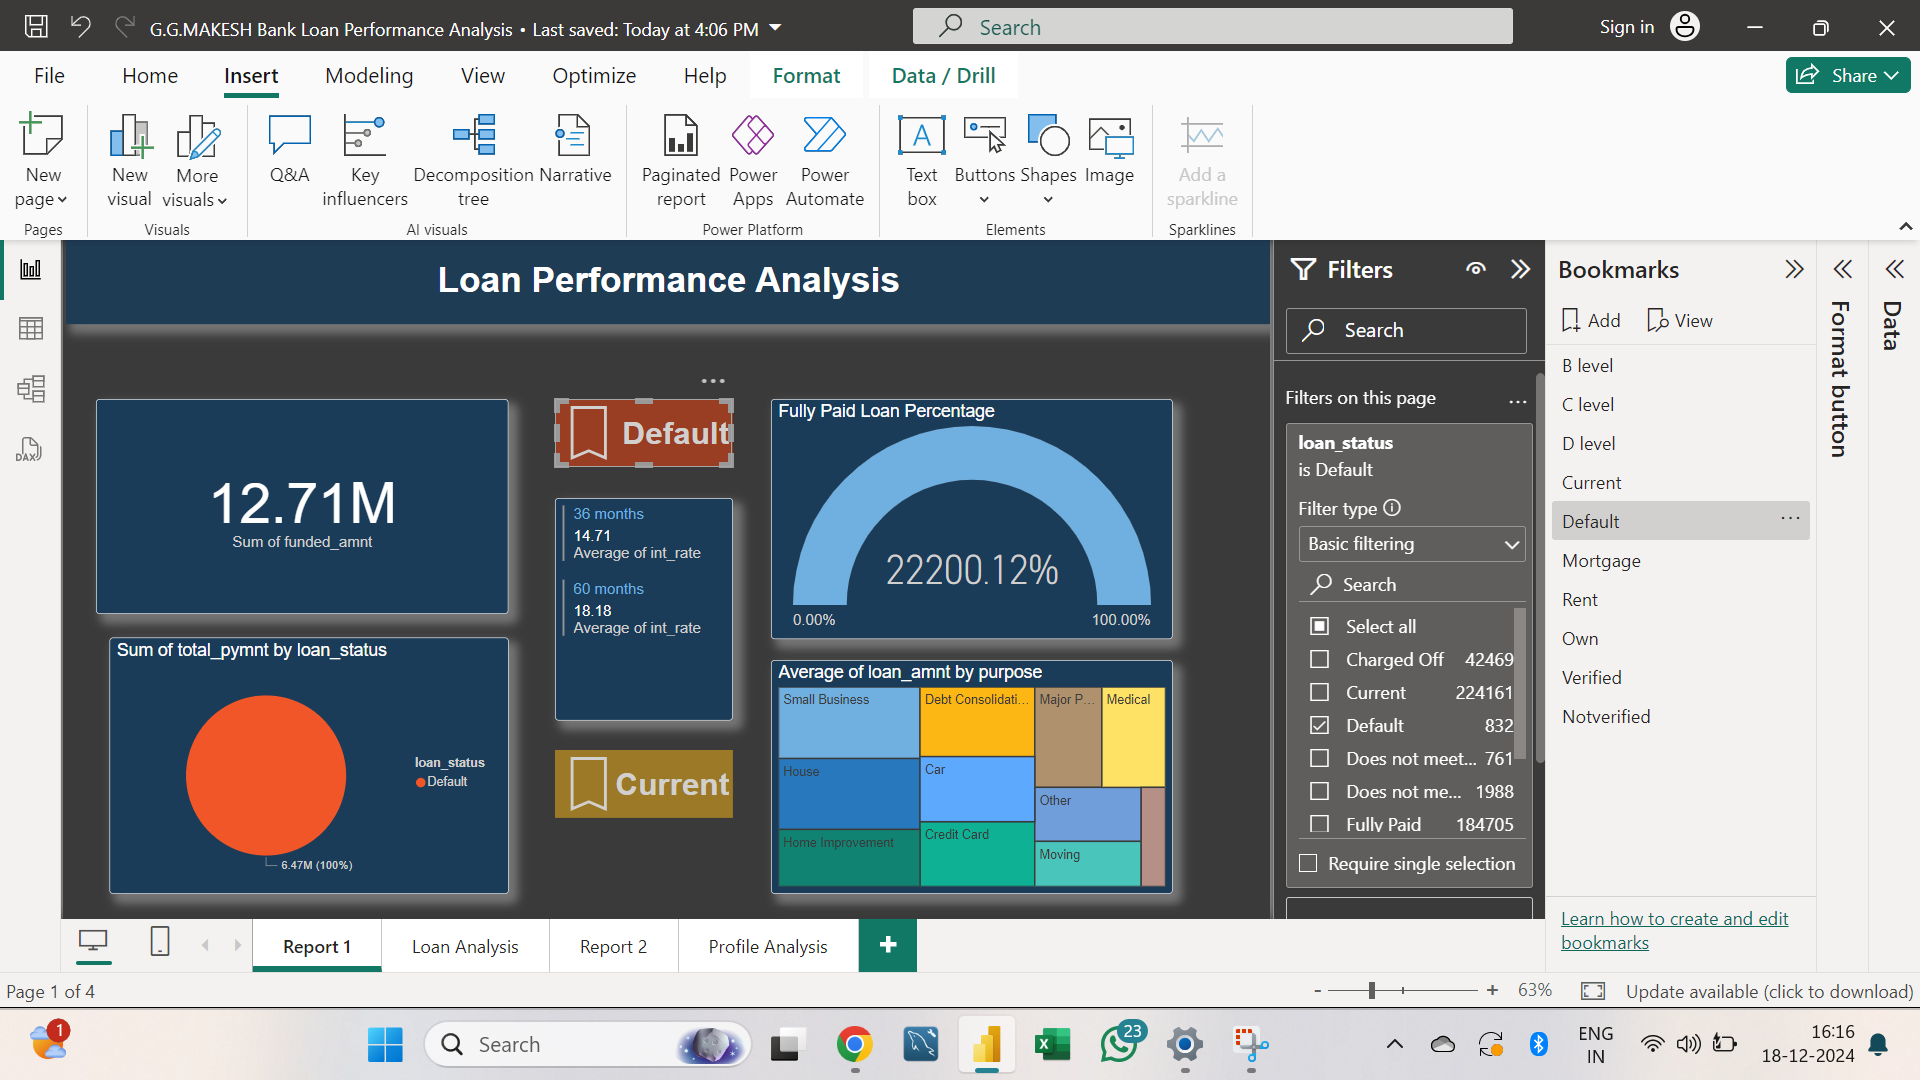 G.G.MAKESH Bank Loan Performance Analysis • Last saved: Today at 4:06 PM
Search
Sign in
File Home Insert Modeling View Optimize Help Format Data / Drill
Share
New page
New visual
More visuals
Q&A
Key influencers
Decomposition tree
Narrative
Paginated report
Power Apps
Power Automate
Text box
Buttons
Shapes
Image
Add a sparkline
Pages
Visuals
AI visuals
Power Platform
Elements
Sparklines
DAX
Loan Performance Analysis
12.71M
Sum of funded_amnt
Default
Fully Paid Loan Percentage
22200.12%
0.00%
100.00%
36 months
14.71
Average of int_rate
60 months
18.18
Average of int_rate
Sum of total_pymnt by loan_status
loan_status
Default
6.47M (100%)
Current
Average of loan_amnt by purpose
Small Business
House
Home Improvement
Debt Consolidati...
Car
Credit Card
Major P...
Medical
Other
Moving
Filters
Search
Filters on this page
loan_status
is Default
Filter type
Basic filtering
Search
Select all
Charged Off 42469
Current 224161
Default 832
Does not meet... 761
Does not me... 1988
Fully Paid 184705
Require single selection
Bookmarks
Add
View
B level
C level
D level
Current
Default
Mortgage
Rent
Own
Verified
Notverified
Learn how to create and edit
bookmarks
Format button
Data
Report 1
Loan Analysis
Report 2
Profile Analysis
Page 1 of 4
63%
Update available (click to download)
1
Search
23
ENG
IN
16:16
18-12-2024